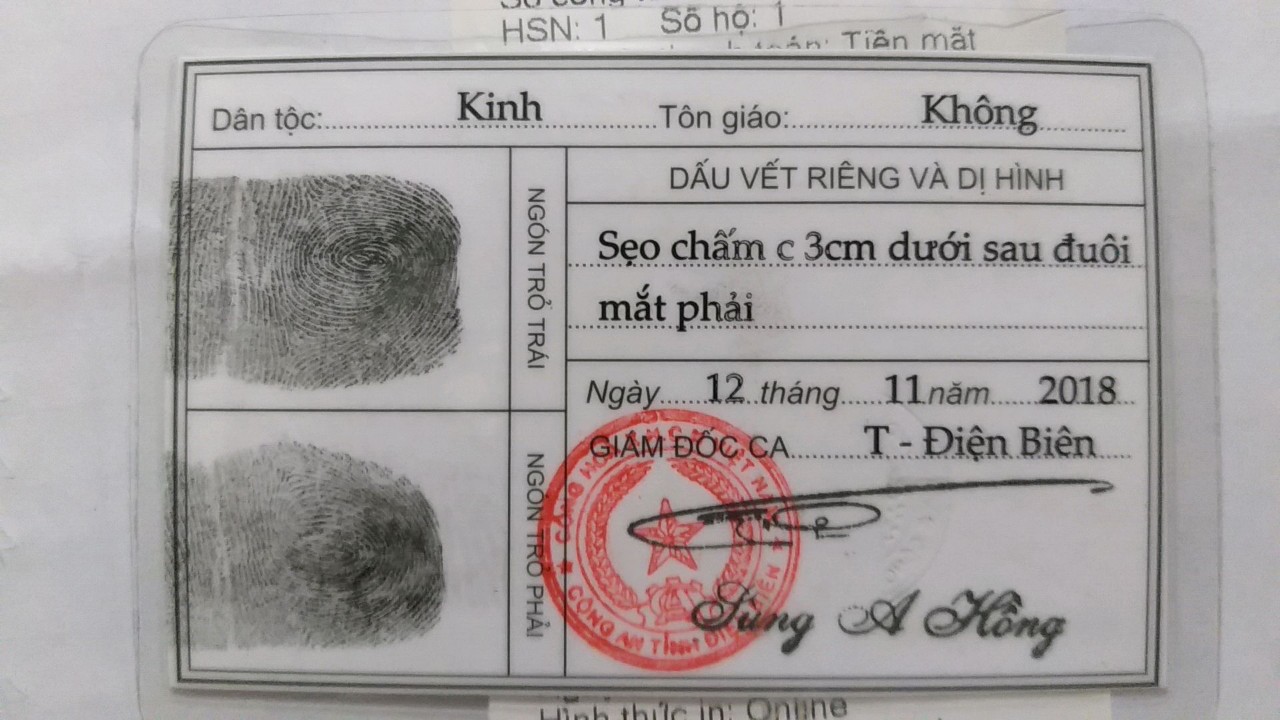 HSN: 1 Số hộ: 1
Tiền mặt
Dân tộc: Kinh Tôn giáo: Không
DẤU VẾT RIÊNG VÀ DỊ HÌNH
NGÓN TRỎ TRÁI
Sẹo chấm c 3cm dưới sau đuôi
mắt phải
Ngày 12 tháng 11 năm 2018
GIÁM ĐỐC CA T - Điện Biên
NGÓN TRỎ PHẢI
CÔNG AN TỈNH ĐIỆN BIÊN
Sùng A Hồng
Hình thức in: Online